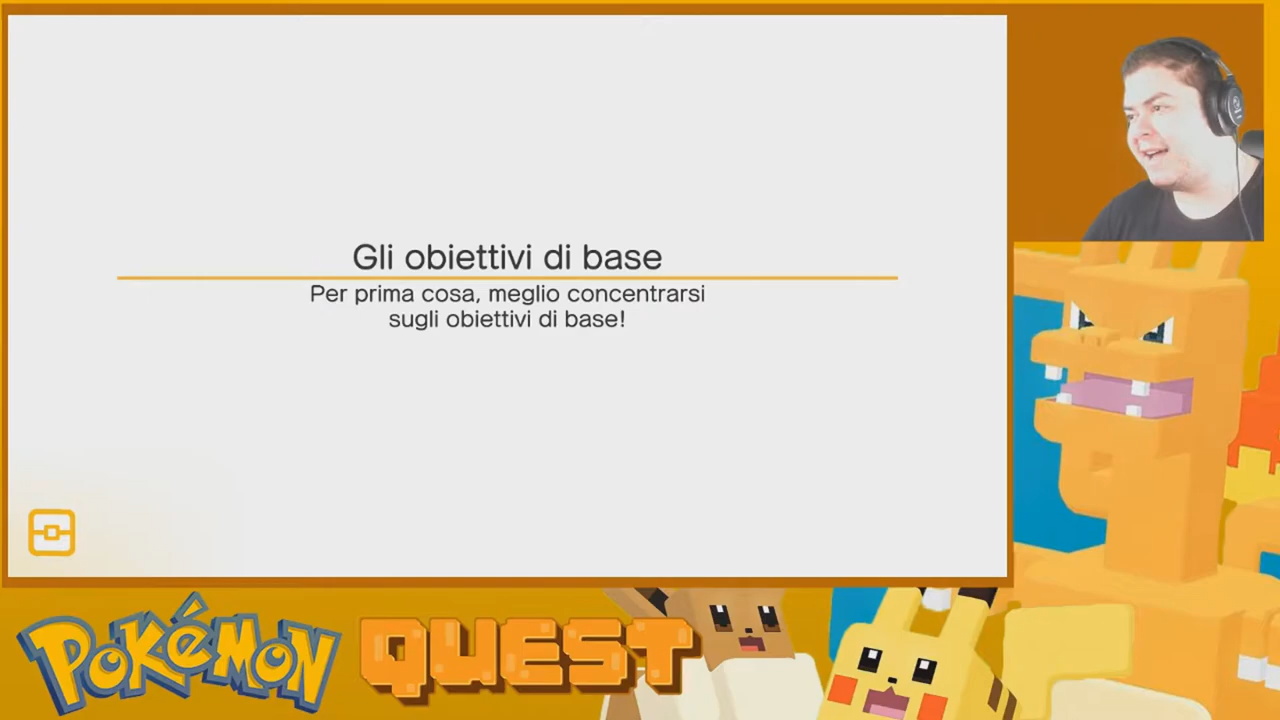 Gli obiettivi di base
Per prima cosa, meglio concentrarsi
sugli obiettivi di base!
POKÉMON QUEST